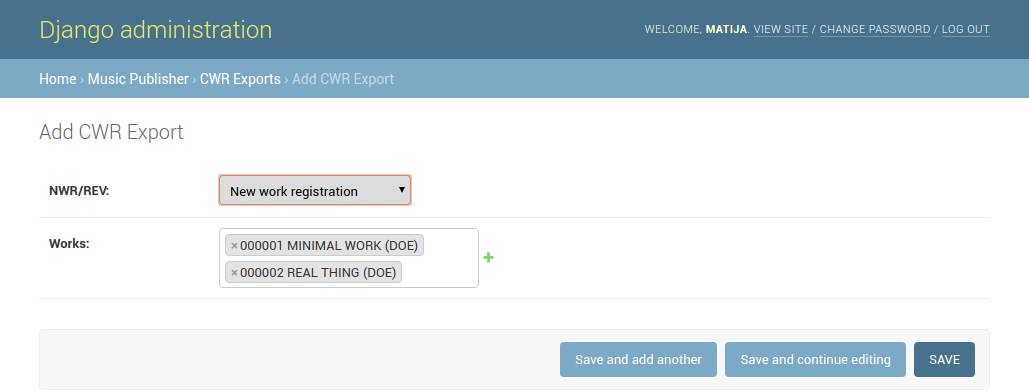 Django administration
WELCOME, MATIJA. VIEW SITE / CHANGE PASSWORD / LOG OUT
Home › Music Publisher › CWR Exports › Add CWR Export
Add CWR Export
NWR/REV:
New work registration
Works:
×000001 MINIMAL WORK (DOE)
×000002 REAL THING (DOE)
Save and add another
Save and continue editing
SAVE